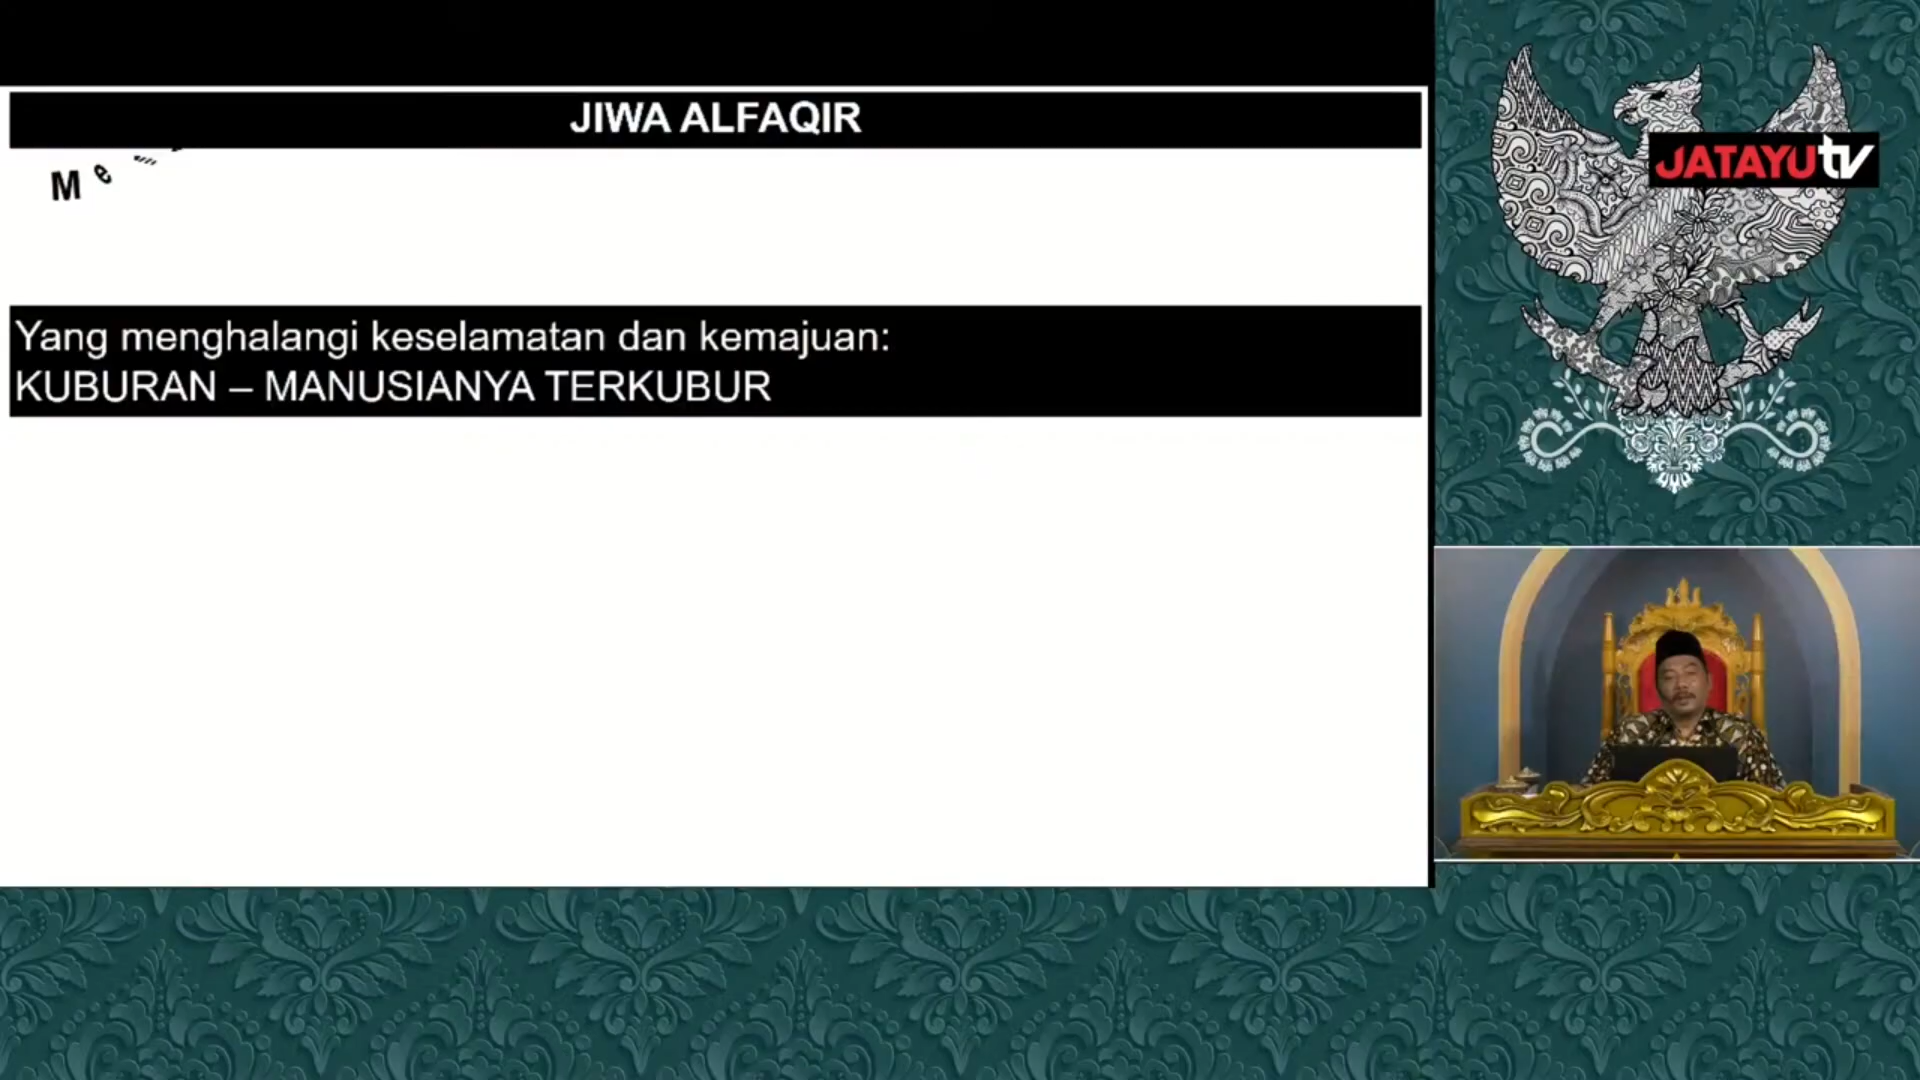 JIWA ALFAQIR
JATAYUtv
M e
Yang menghalangi keselamatan dan kemajuan:
KUBURAN – MANUSIANYA TERKUBUR